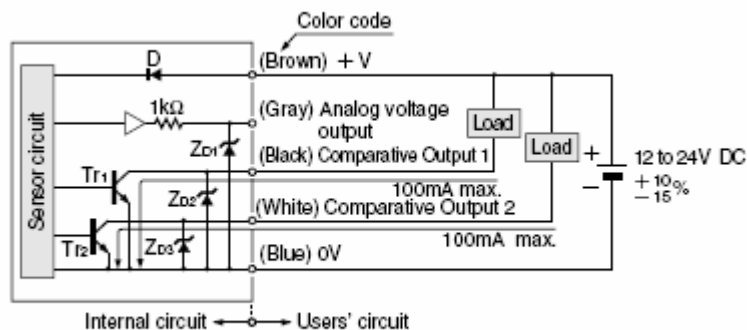 Color code
D
(Brown) + V
1kΩ
(Gray) Analog voltage
output
Load
Load
Sensor circuit
ZD1
(Black) Comparative Output 1
+
12 to 24V DC
+10%
−15
−
Tr1
100mA max.
ZD2
(White) Comparative Output 2
Tr2
100mA max.
ZD3
(Blue) 0V
Internal circuit
Users' circuit